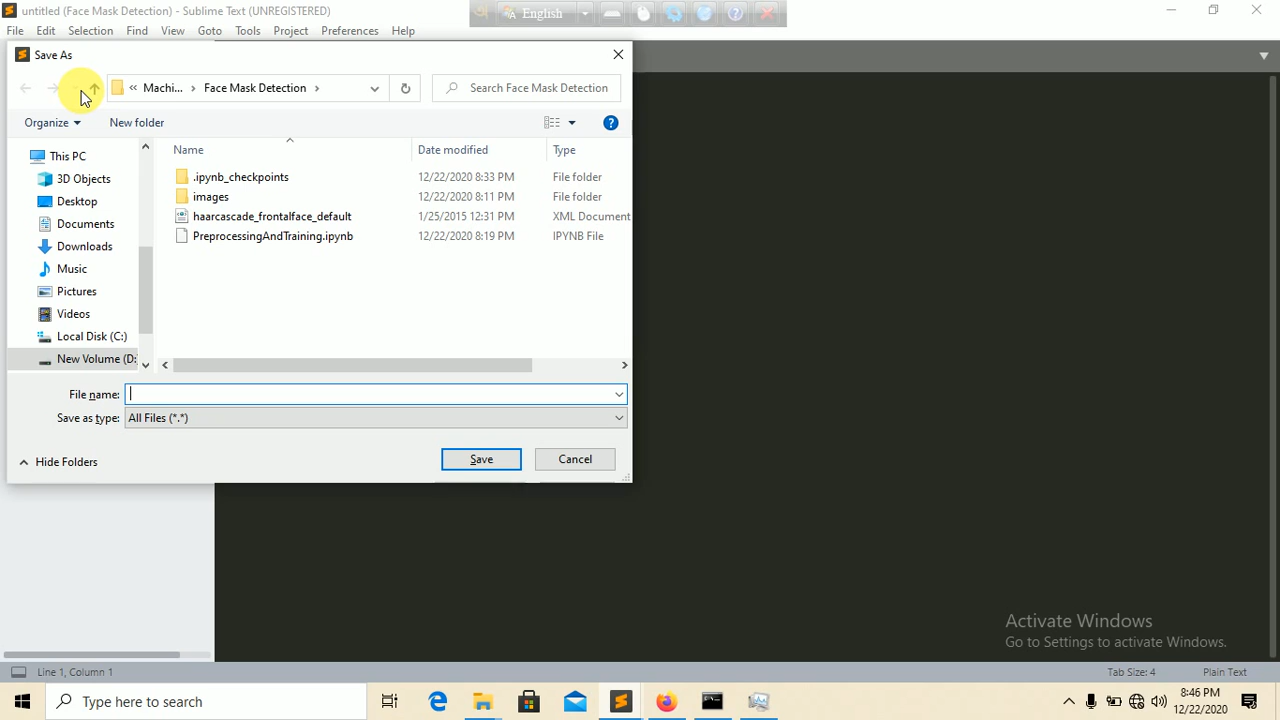 untitled (Face Mask Detection) - Sublime Text (UNREGISTERED)
English
File Edit Selection Find View Goto Tools Project Preferences Help
Save As
« Machi... › Face Mask Detection ›
Search Face Mask Detection
Organize
New folder
Name Date modified Type
This PC
3D Objects
Desktop
Documents
Downloads
Music
Pictures
Videos
Local Disk (C:)
New Volume (D:
.ipynb_checkpoints 12/22/2020 8:33 PM File folder
images 12/22/2020 8:11 PM File folder
haarcascade_frontalface_default 1/25/2015 12:31 PM XML Document
PreprocessingAndTraining.ipynb 12/22/2020 8:19 PM IPYNB File
File name:
Save as type: All Files (*.*)
Hide Folders
Save
Cancel
Activate Windows
Go to Settings to activate Windows.
Line 1, Column 1
Tab Size: 4
Plain Text
Type here to search
8:46 PM
12/22/2020